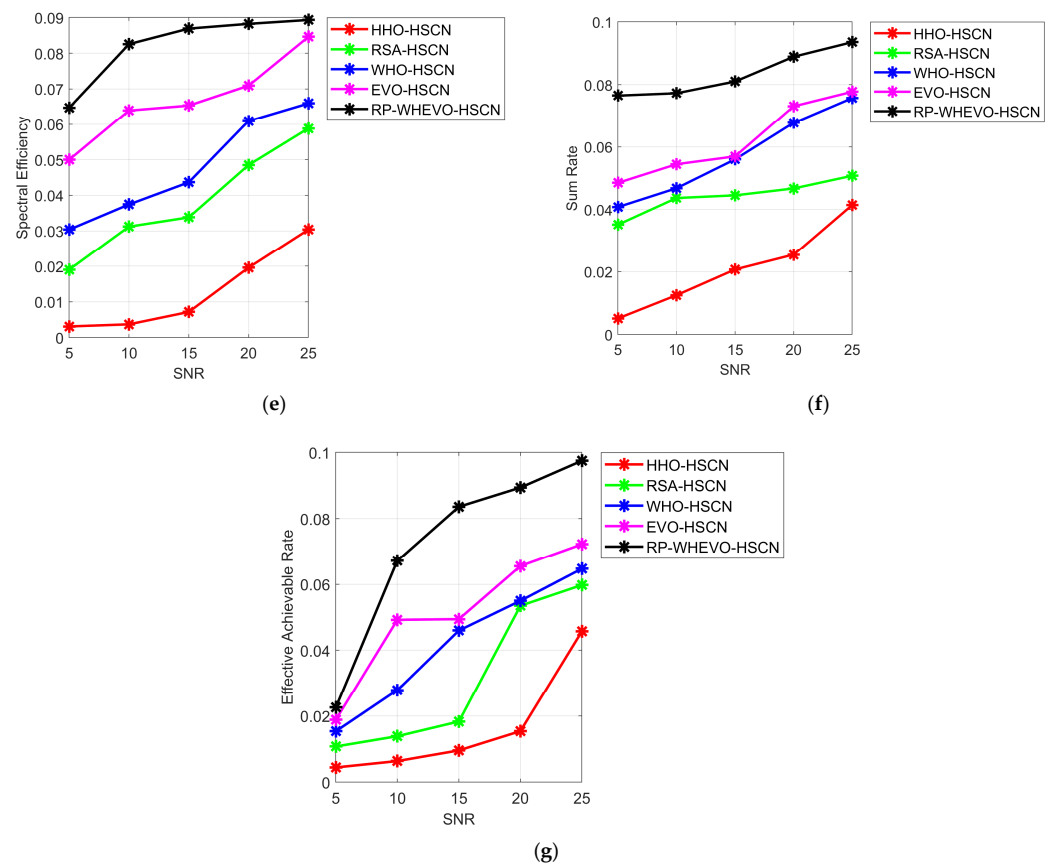 0.09
0.08
0.07
0.06
0.05
0.04
0.03
0.02
0.01
0
Spectral Efficiency
5 10 15 20 25
SNR
HHO-HSCN
RSA-HSCN
WHO-HSCN
EVO-HSCN
RP-WHEVO-HSCN
(e)
0.1
0.08
0.06
0.04
0.02
0
Sum Rate
5 10 15 20 25
SNR
HHO-HSCN
RSA-HSCN
WHO-HSCN
EVO-HSCN
RP-WHEVO-HSCN
(f)
0.1
0.08
0.06
0.04
0.02
0
Effective Achievable Rate
5 10 15 20 25
SNR
HHO-HSCN
RSA-HSCN
WHO-HSCN
EVO-HSCN
RP-WHEVO-HSCN
(g)